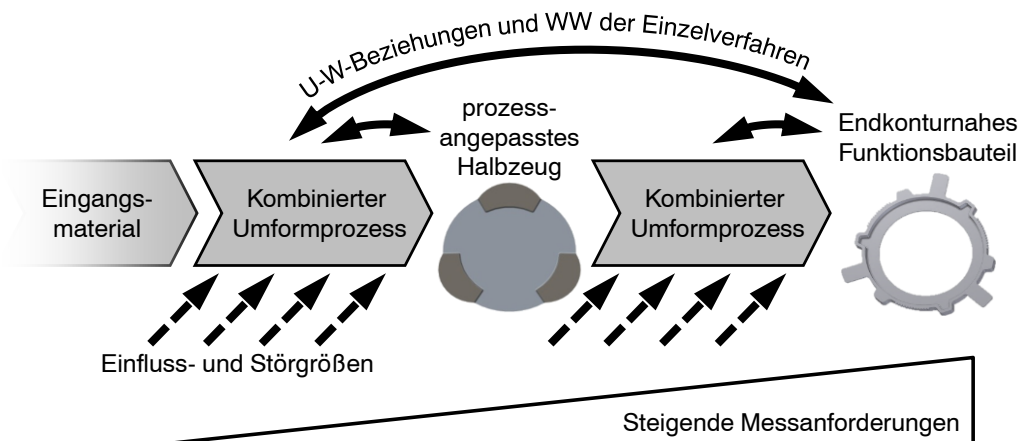 U-W-Beziehungen und WW der Einzelverfahren
prozess-
angepasstes
Halbzeug
Endkonturnahes
Funktionsbauteil
Eingangs-
material
Kombinierter
Umformprozess
Kombinierter
Umformprozess
Einfluss- und Störgrößen
Steigende Messanforderungen